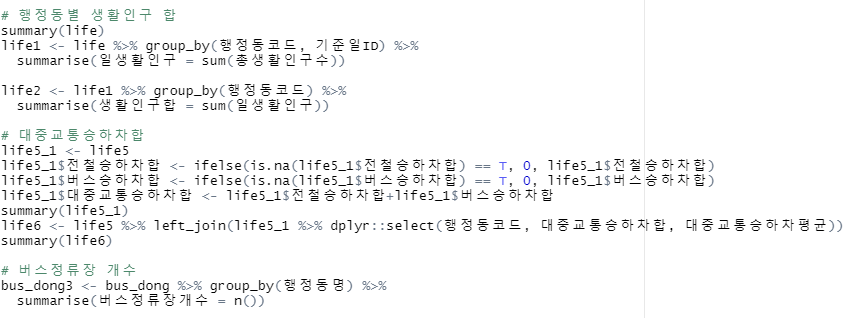 # 행정동별 생활인구 합
summary(life)
life1 <- life %>% group_by(행정동코드, 기준일ID) %>%
  summarise(일생활인구 = sum(총생활인구수))

life2 <- life1 %>% group_by(행정동코드) %>%
  summarise(생활인구합 = sum(일생활인구))

# 대중교통승하차합
life5_1 <- life5
life5_1$전철승하차합 <- ifelse(is.na(life5_1$전철승하차합) == T, 0, life5_1$전철승하차합)
life5_1$버스승하차합 <- ifelse(is.na(life5_1$버스승하차합) == T, 0, life5_1$버스승하차합)
life5_1$대중교통승하차합 <- life5_1$전철승하차합+life5_1$버스승하차합
summary(life5_1)
life6 <- life5 %>% left_join(life5_1 %>% dplyr::select(행정동코드, 대중교통승하차합, 대중교통승하차평균))
summary(life6)

# 버스정류장 개수
bus_dong3 <- bus_dong %>% group_by(행정동명) %>%
  summarise(버스정류장개수 = n())